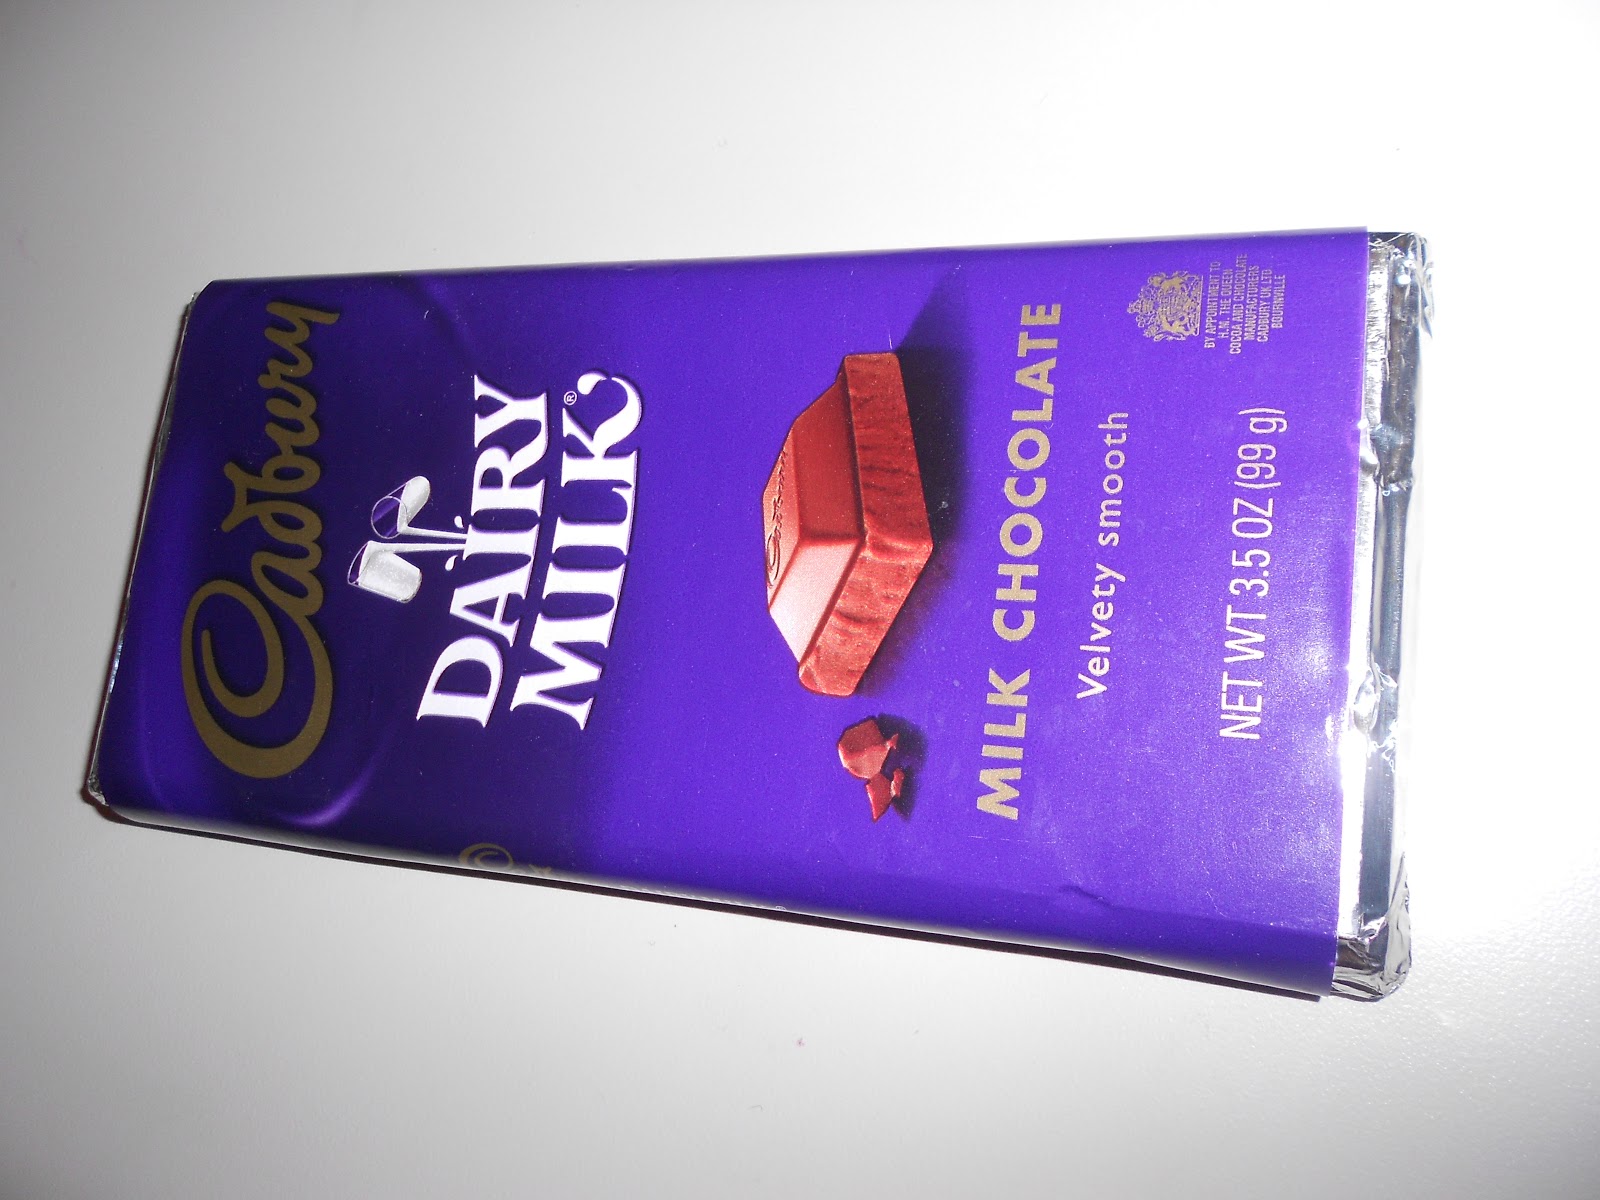 Cadbury
DAIRY
MILK®
Cadbury
MILK CHOCOLATE
Velvety smooth
BY APPOINTMENT TO
H.M. THE QUEEN
COCOA AND CHOCOLATE
MANUFACTURERS
CADBURY UK LTD
BOURNVILLE
NET WT 3.5 OZ (99 g)